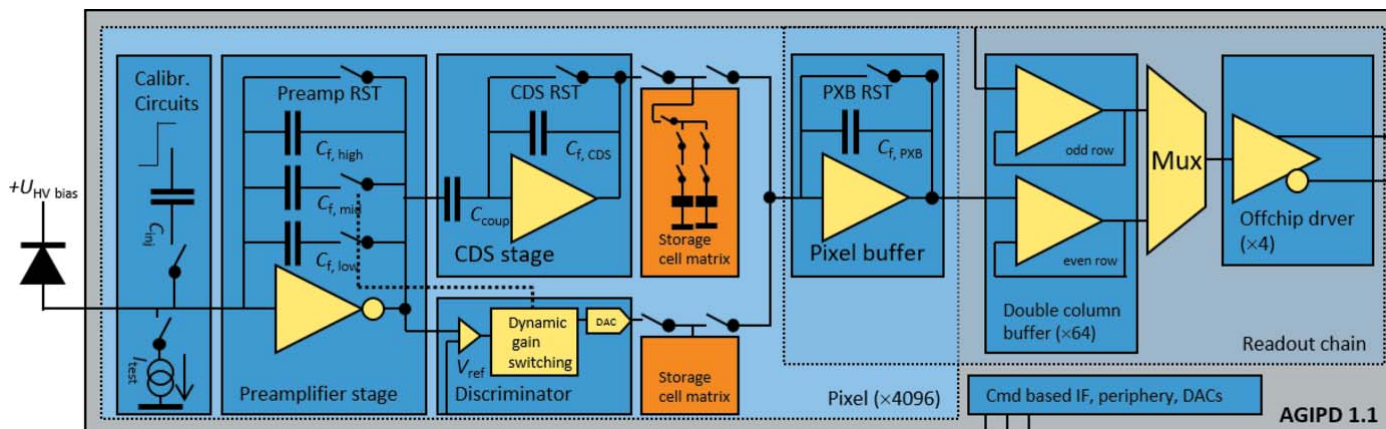 Calibr.
Circuits
C inj
I test
+U HV bias
Preamp RST
C f, high
C f, mid
C f, low
Preamplifier stage
C coup
CDS RST
C f, CDS
CDS stage
V ref
Dynamic
gain
switching
DAC
Discriminator
Storage
cell matrix
Storage
cell matrix
PXB RST
C f, PXB
Pixel buffer
Pixel (×4096)
odd row
even row
Double column
buffer (×64)
Mux
Offchip drver
(×4)
Readout chain
Cmd based IF, periphery, DACs
AGIPD 1.1